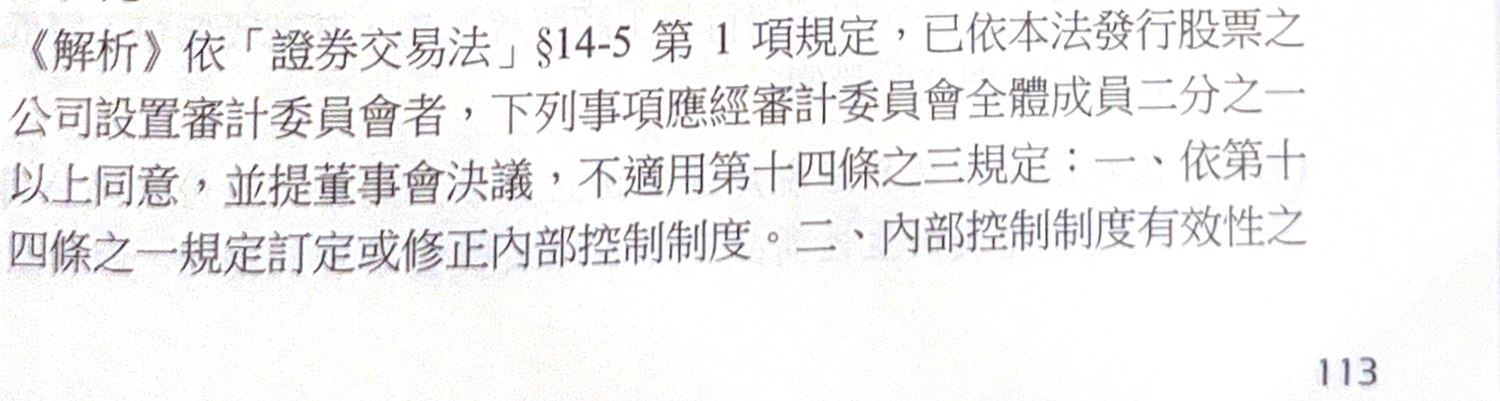 《解析》依「證券交易法」§14-5 第 1 項規定，已依本法發行股票之
公司設置審計委員會者，下列事項應經審計委員會全體成員二分之一
以上同意，並提董事會決議，不適用第十四條之三規定：一、依第十
四條之一規定訂定或修正內部控制制度。二、內部控制制度有效性之
113